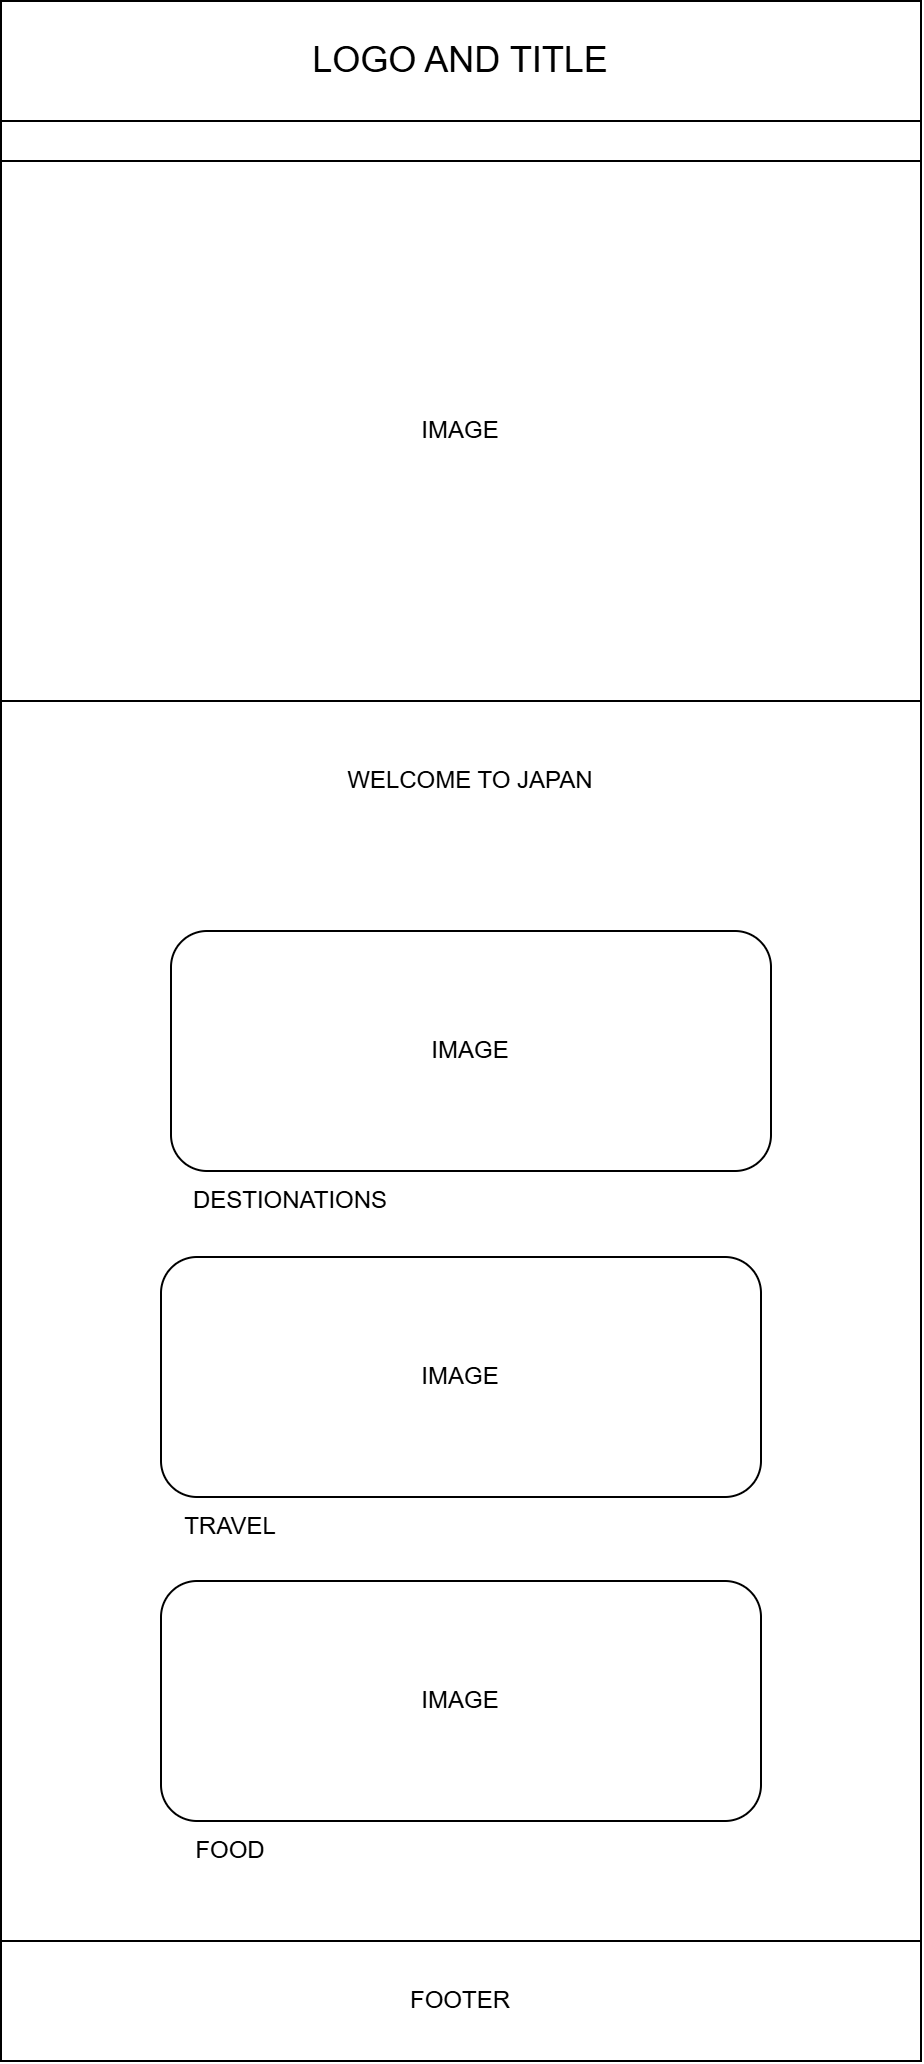 LOGO AND TITLE
IMAGE
WELCOME TO JAPAN
IMAGE
DESTIONATIONS
IMAGE
TRAVEL
IMAGE
FOOD
FOOTER